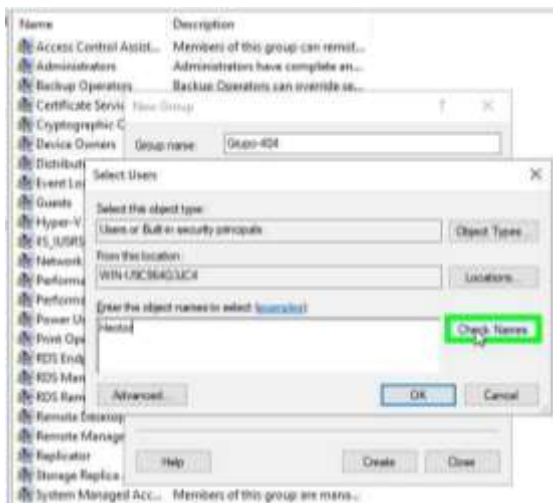 Name Description
Access Control Assist... Members of this group can remot...
Administrators Administrators have complete an...
Backup Operators Backup Operators can override se...
Certificate Servi New Group ? ×
Cryptographic C
Device Owners Group name: Grupo-404
Distribut
Select Users ×
Event Lo
Guests Select this object type:
Hyper-V Users or Built-in security principals Object Types...
IIS_IUSRS From this location:
Network Locations...
Performa
Performa Enter the object names to select (examples):
Power Us Check Names
Print Ope
RDS Endp
RDS Man
RDS Rem Advanced... OK Cancel
Remote Desktop
Remote Manage
Replicator Help Create Close
Storage Replica
System Managed Acc... Members of this group are mana...